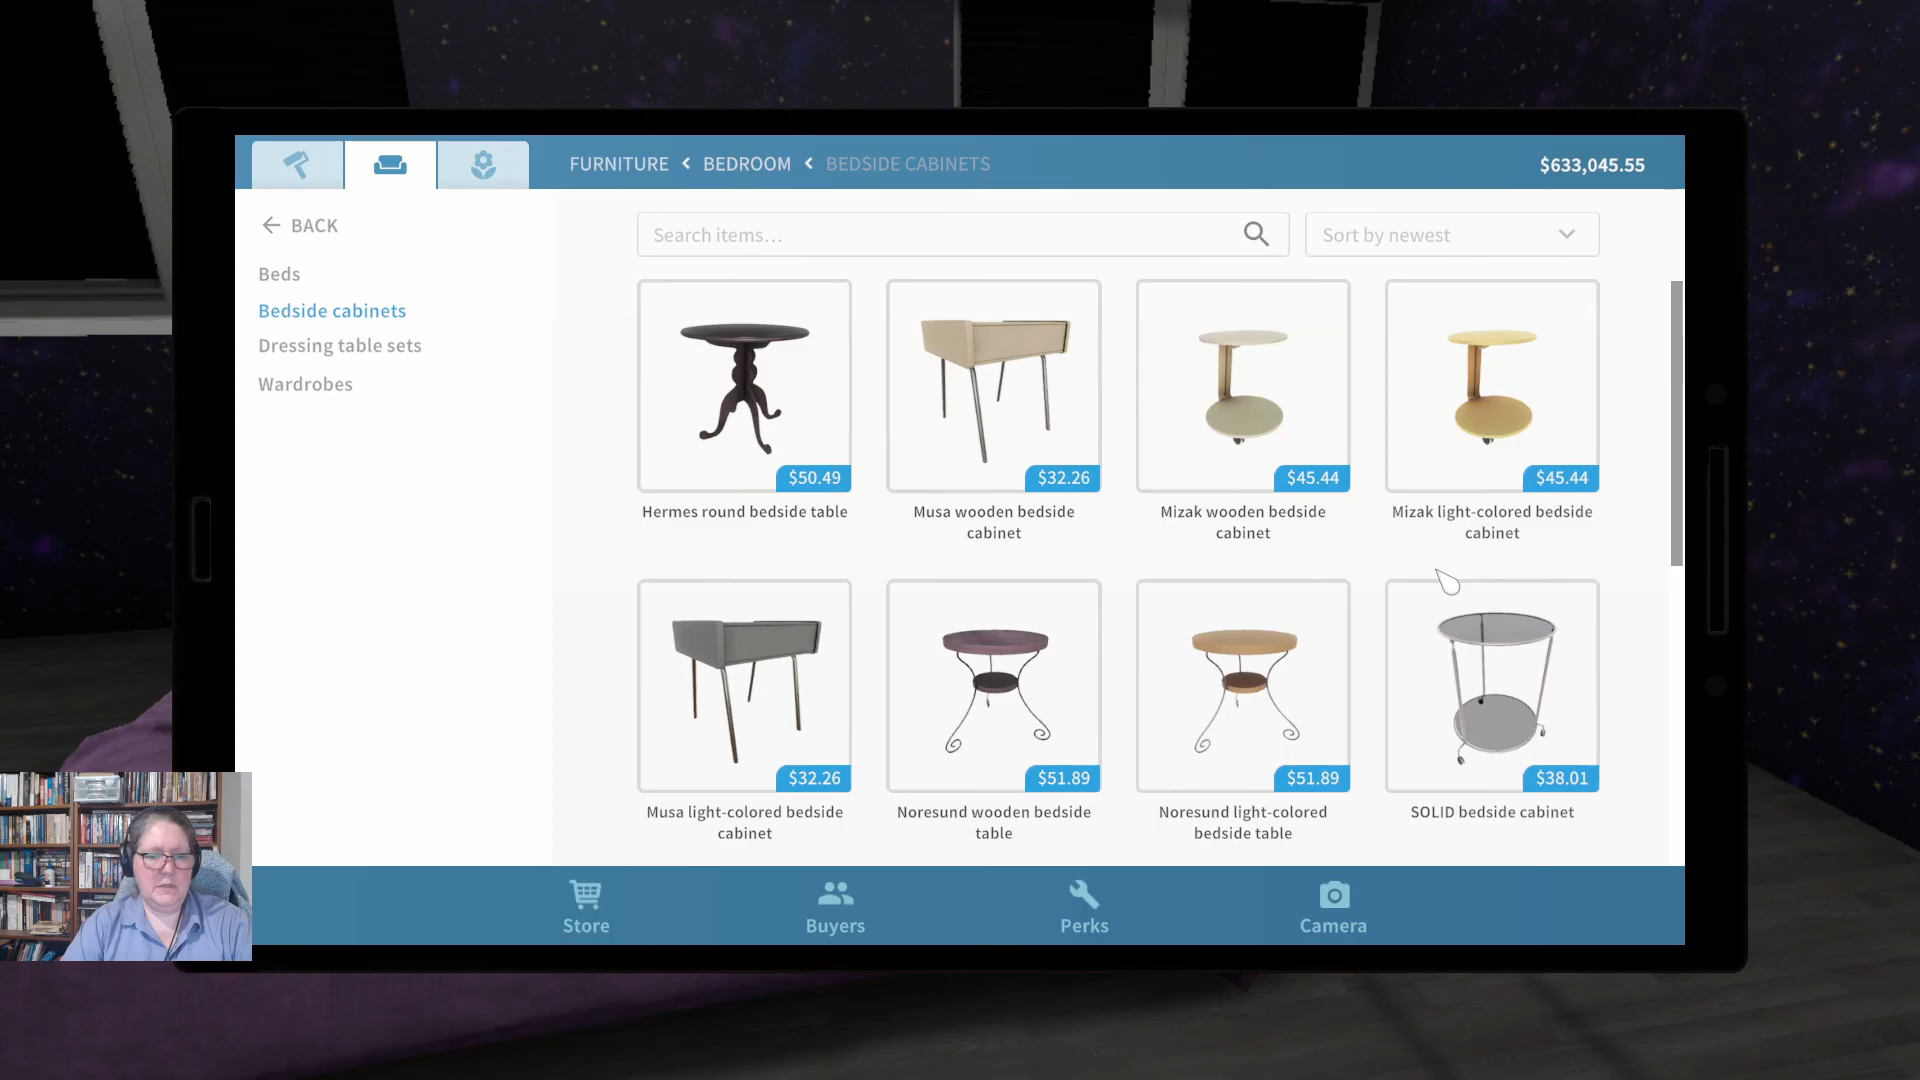 FURNITURE < BEDROOM < BEDSIDE CABINETS
$633,045.55
BACK
Beds
Bedside cabinets
Dressing table sets
Wardrobes
Search items...
Sort by newest
$50.49
$32.26
$45.44
$45.44
Hermes round bedside table
Musa wooden bedside
cabinet
Mizak wooden bedside
cabinet
Mizak light-colored bedside
cabinet
$32.26
$51.89
$51.89
$38.01
Musa light-colored bedside
cabinet
Noresund wooden bedside
table
Noresund light-colored
bedside table
SOLID bedside cabinet
Store
Buyers
Perks
Camera